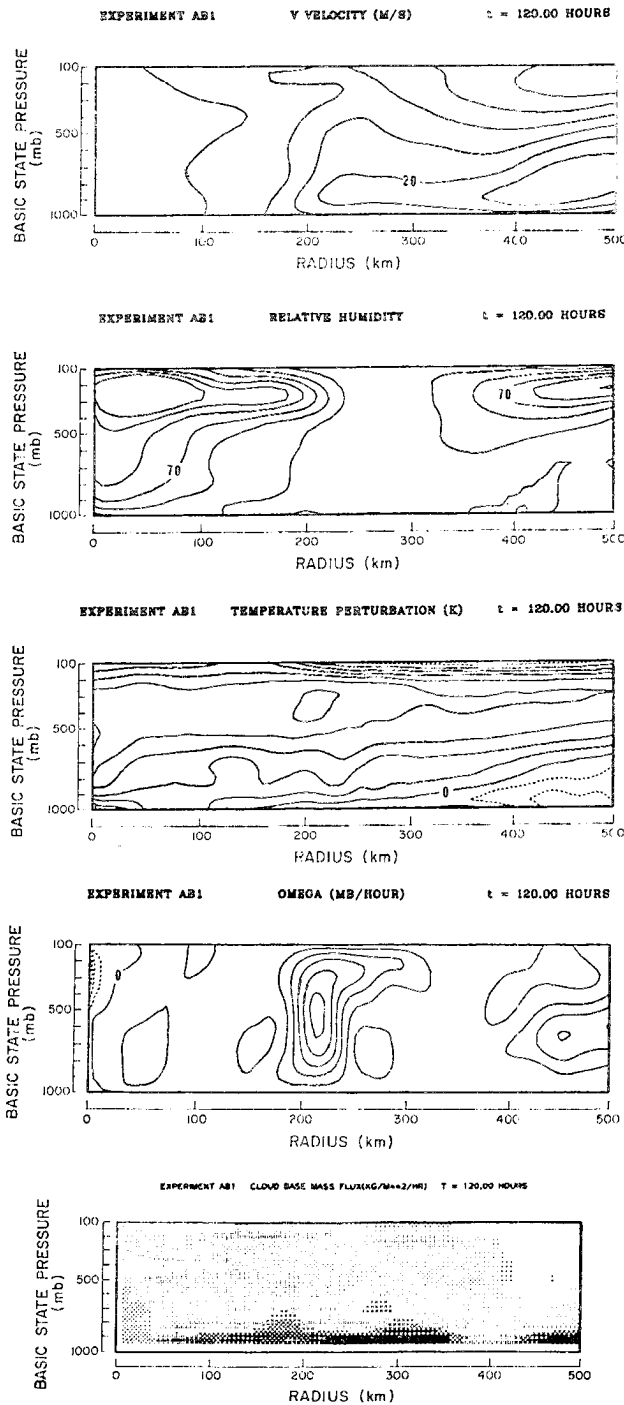 EXPERIMENT AB1 V VELOCITY (M/S) t = 120.00 HOURS
BASIC STATE PRESSURE
(mb)
100
500
1000
20
0 100 200 300 400 500
RADIUS (km)
EXPERIMENT AB1 RELATIVE HUMIDITY t = 120.00 HOURS
BASIC STATE PRESSURE
(mb)
100
500
1000
70
70
0 100 200 300 400 500
RADIUS (km)
EXPERIMENT AB1 TEMPERATURE PERTURBATION (K) t = 120.00 HOURS
BASIC STATE PRESSURE
(mb)
100
500
1000
0
0 100 200 300 400 500
RADIUS (km)
EXPERIMENT AB1 OMEGA (MB/HOUR) t = 120.00 HOURS
BASIC STATE PRESSURE
(mb)
100
500
1000
0
0 100 200 300 400 500
RADIUS (km)
EXPERIMENT AB1 CLOUD BASE MASS FLUX(KG/M**2/HR) T = 120.00 HOURS
BASIC STATE PRESSURE
(mb)
100
500
1000
0 100 200 300 400 500
RADIUS (km)